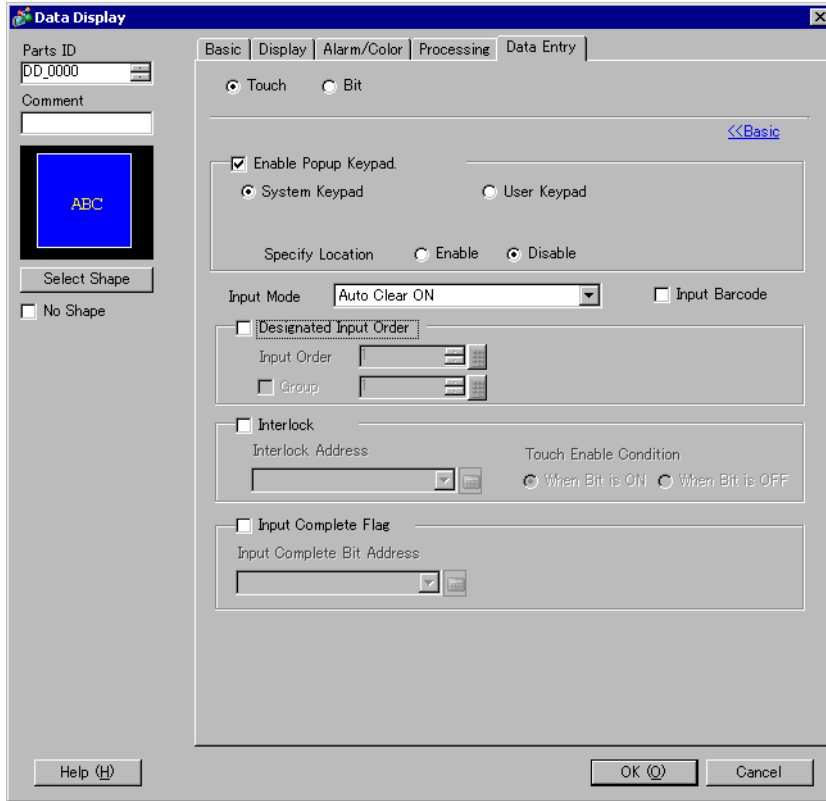 Data Display
Parts ID
DD_0000
Comment
ABC
Select Shape
No Shape
Basic Display Alarm/Color Processing Data Entry
Touch Bit
<<Basic
Enable Popup Keypad.
System Keypad User Keypad
Specify Location Enable Disable
Input Mode Auto Clear ON Input Barcode
Designated Input Order
Input Order 1
Group 1
Interlock
Interlock Address Touch Enable Condition
When Bit is ON When Bit is OFF
Input Complete Flag
Input Complete Bit Address
Help (H) OK (O) Cancel